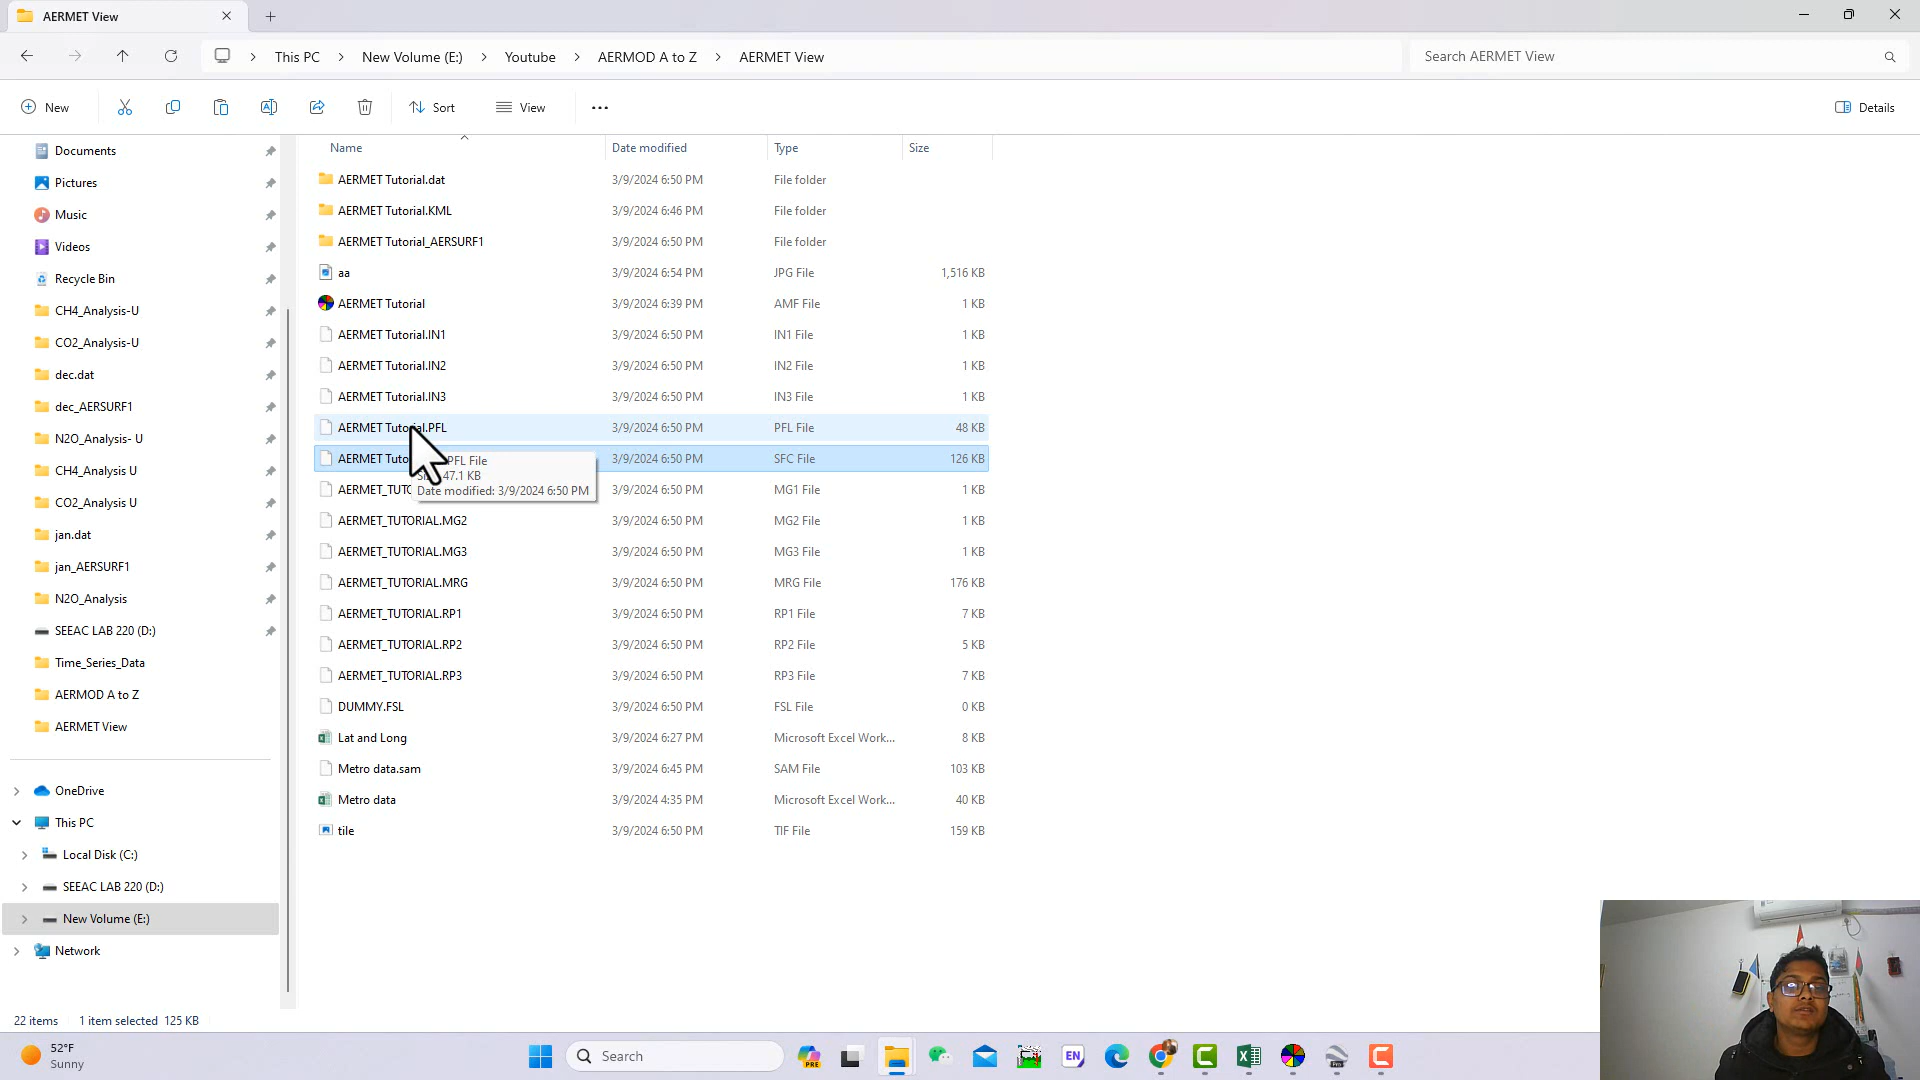 AERMET View
This PC
New Volume (E:)
Youtube
AERMOD A to Z
AERMET View
Search AERMET View
New
Sort
View
Details
Documents
Pictures
Music
Videos
Recycle Bin
CH4_Analysis-U
CO2_Analysis-U
dec.dat
dec_AERSURF1
N2O_Analysis- U
CH4_Analysis U
CO2_Analysis U
jan.dat
jan_AERSURF1
N2O_Analysis
SEEAC LAB 220 (D:)
Time_Series_Data
AERMOD A to Z
AERMET View
OneDrive
This PC
Local Disk (C:)
SEEAC LAB 220 (D:)
New Volume (E:)
Network
Name Date modified Type Size
AERMET Tutorial.dat 3/9/2024 6:50 PM File folder
AERMET Tutorial.KML 3/9/2024 6:46 PM File folder
AERMET Tutorial_AERSURF1 3/9/2024 6:50 PM File folder
aa 3/9/2024 6:54 PM JPG File 1,516 KB
AERMET Tutorial 3/9/2024 6:39 PM AMF File 1 KB
AERMET Tutorial.IN1 3/9/2024 6:50 PM IN1 File 1 KB
AERMET Tutorial.IN2 3/9/2024 6:50 PM IN2 File 1 KB
AERMET Tutorial.IN3 3/9/2024 6:50 PM IN3 File 1 KB
AERMET Tutorial.PFL 3/9/2024 6:50 PM PFL File 48 KB
AERMET Tuto 3/9/2024 6:50 PM SFC File 126 KB
PFL File
47.1 KB
Date modified: 3/9/2024 6:50 PM
AERMET_TUTO 3/9/2024 6:50 PM MG1 File 1 KB
AERMET_TUTORIAL.MG2 3/9/2024 6:50 PM MG2 File 1 KB
AERMET_TUTORIAL.MG3 3/9/2024 6:50 PM MG3 File 1 KB
AERMET_TUTORIAL.MRG 3/9/2024 6:50 PM MRG File 176 KB
AERMET_TUTORIAL.RP1 3/9/2024 6:50 PM RP1 File 7 KB
AERMET_TUTORIAL.RP2 3/9/2024 6:50 PM RP2 File 5 KB
AERMET_TUTORIAL.RP3 3/9/2024 6:50 PM RP3 File 7 KB
DUMMY.FSL 3/9/2024 6:50 PM FSL File 0 KB
Lat and Long 3/9/2024 6:27 PM Microsoft Excel Work... 8 KB
Metro data.sam 3/9/2024 6:45 PM SAM File 103 KB
Metro data 3/9/2024 4:35 PM Microsoft Excel Work... 40 KB
tile 3/9/2024 6:50 PM TIF File 159 KB
22 items 1 item selected 125 KB
52°F
Sunny
Search
PRE
EN